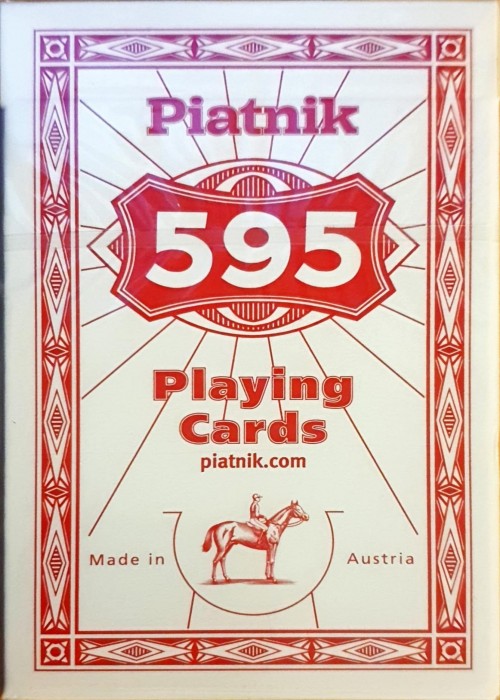 Piatnik
595
Playing
Cards
piatnik.com
Made in Austria